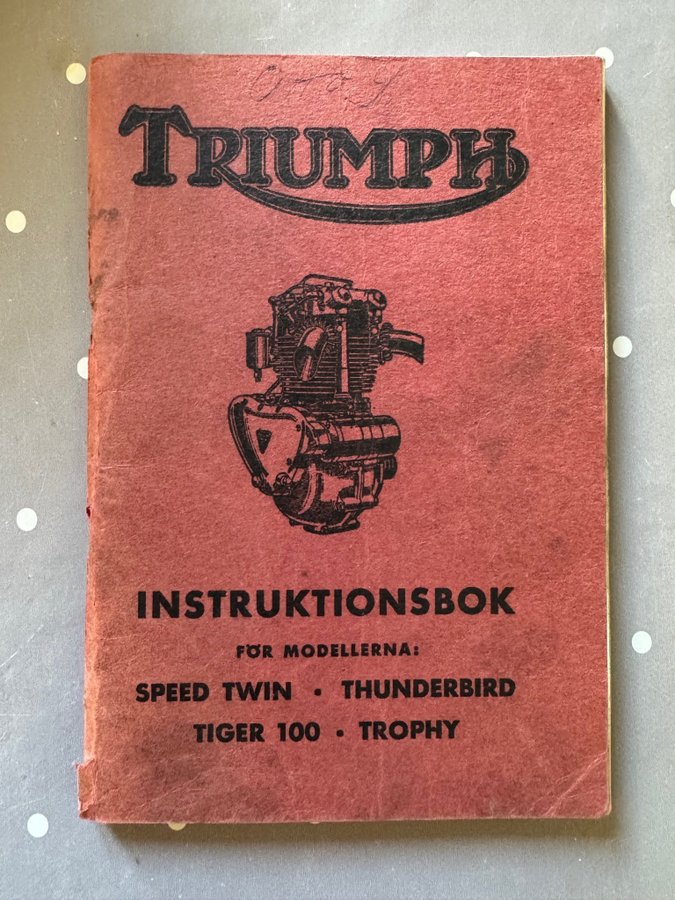 TRIUMPH
INSTRUKTIONSBOK
FÖR MODELLERNA:
SPEED TWIN • THUNDERBIRD
TIGER 100 • TROPHY